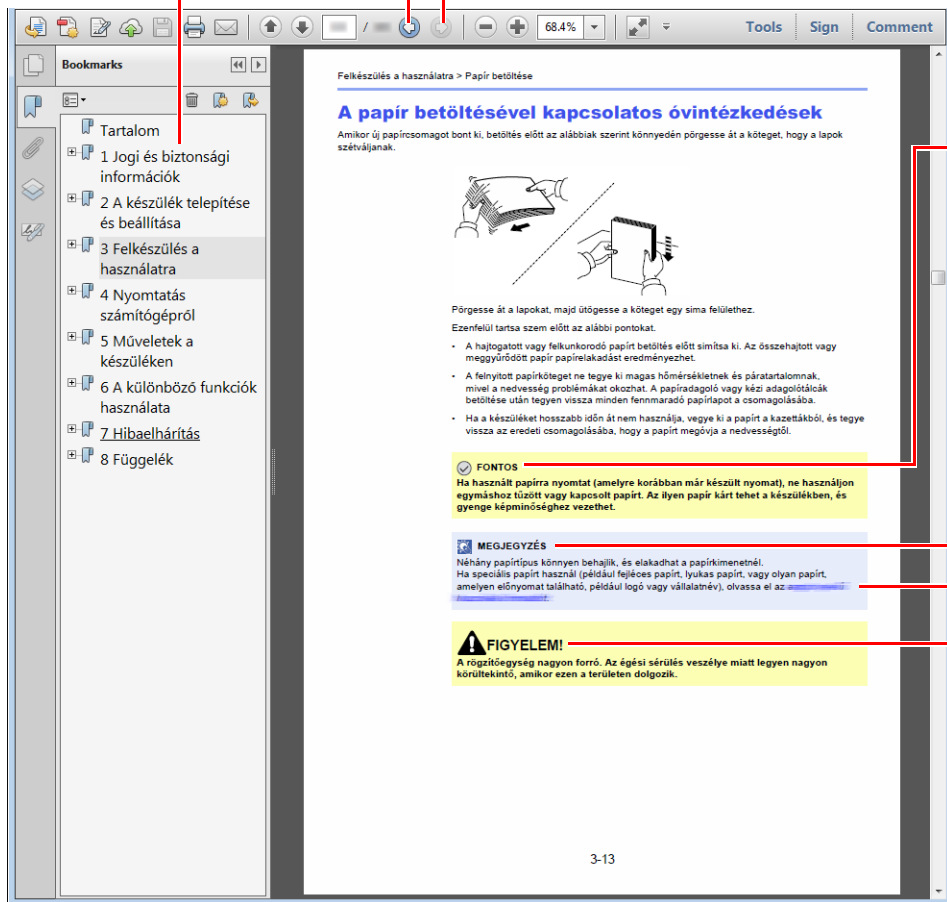 68.4%
Tools
Sign
Comment
Bookmarks
Tartalom
1 Jogi és biztonsági
információk
2 A készülék telepítése
és beállítása
3 Felkészülés a
használatra
4 Nyomtatás
számítógépről
5 Műveletek a
készüléken
6 A különböző funkciók
használata
7 Hibaelhárítás
8 Függelék
Felkészülés a használatra > Papír betöltése
A papír betöltésével kapcsolatos óvintézkedések
Amikor új papírcsomagot bont ki, betöltés előtt az alábbiak szerint könnyedén pörgesse át a köteget, hogy a lapok
szétváljanak.
Pörgesse át a lapokat, majd ütögesse a köteget egy sima felülethez.
Ezenfelül tartsa szem előtt az alábbi pontokat.
• A hajtogatott vagy felkunkorodó papírt betöltés előtt simítsa ki. Az összehajtott vagy
meggyűrődött papír papírelakadást eredményezhet.
• A felnyitott papírköteget ne tegye ki magas hőmérsékletnek és páratartalomnak,
mivel a nedvesség problémákat okozhat. A papíradagoló vagy kézi adagolótálcák
betöltése után tegyen vissza minden fennmaradó papírlapot a csomagolásába.
• Ha a készüléket hosszabb időn át nem használja, vegye ki a papírt a kazettákból, és tegye
vissza az eredeti csomagolásába, hogy a papírt megóvja a nedvességtől.
FONTOS
Ha használt papírra nyomtat (amelyre korábban már készült nyomat), ne használjon
egymáshoz tűzött vagy kapcsolt papírt. Az ilyen papír kárt tehet a készülékben, és
gyenge képminőséghez vezethet.
MEGJEGYZÉS
Néhány papírtípus könnyen behajlik, és elakadhat a papírkimenetnél.
Ha speciális papírt használ (például fejléces papírt, lyukas papírt, vagy olyan papírt,
amelyen előnyomat található, például logó vagy vállalatnév), olvassa el az
FIGYELEM!
A rögzítőegység nagyon forró. Az égési sérülés veszélye miatt legyen nagyon
körültekintő, amikor ezen a területen dolgozik.
3-13